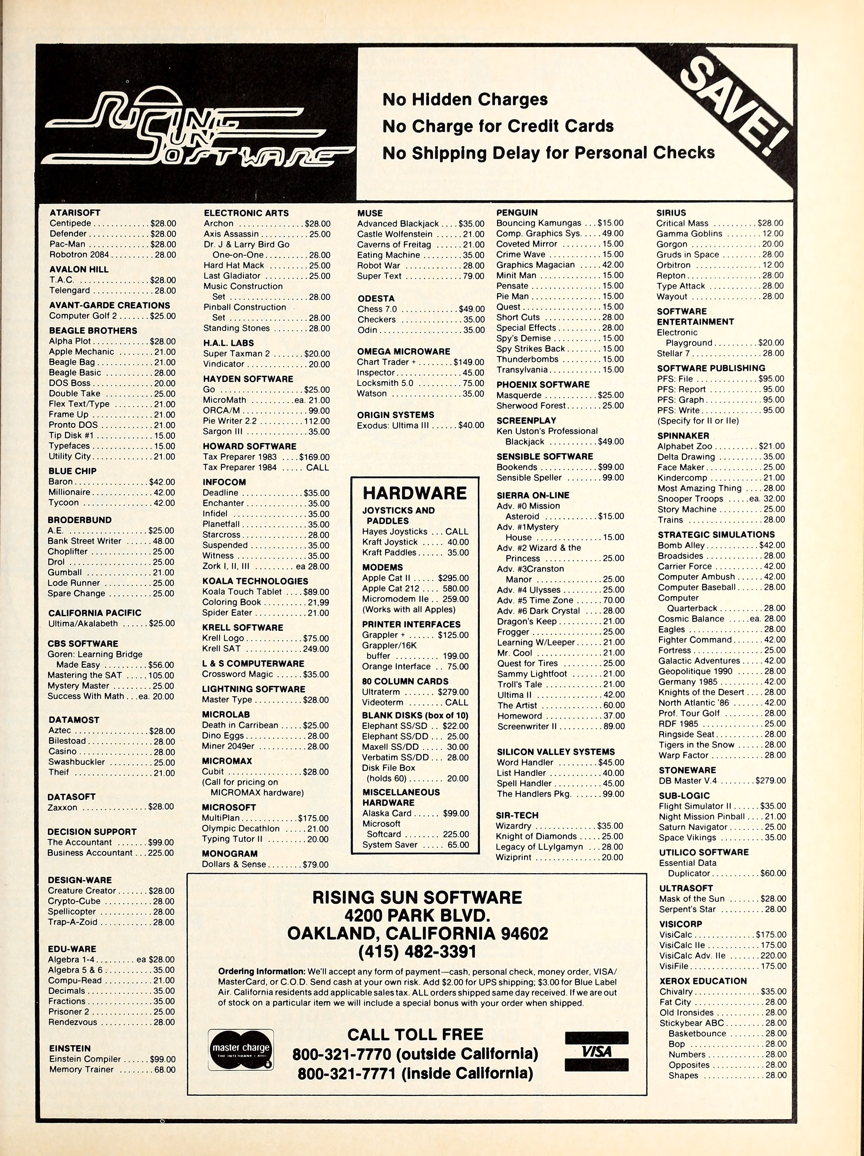 RISING
SUN
SOFTWARE
No Hidden Charges
No Charge for Credit Cards
No Shipping Delay for Personal Checks
SAVE!
ATARISOFT
Centipede ............ $28.00
Defender ............ $28.00
Pac-Man ............ $28.00
Robotron 2084 ......... 28.00
AVALON HILL
T.A.C. ............ $28.00
Telengard ............ 28.00
AVANT-GARDE CREATIONS
Computer Golf 2 ...... $25.00
BEAGLE BROTHERS
Alpha Plot ............ $28.00
Apple Mechanic ....... 21.00
Beagle Bag ............ 21.00
Beagle Basic .......... 28.00
DOS Boss ............ 20.00
Double Take .......... 25.00
Flex Text/Type ........ 21.00
Frame Up ............ 21.00
Pronto DOS .......... 21.00
Tip Disk #1 ........... 15.00
Typefaces ............ 15.00
Utility City ............ 21.00
BLUE CHIP
Baron ............ $42.00
Millionaire ............ 42.00
Tycoon ............ 42.00
BRODERBUND
A.E. ............ $25.00
Bank Street Writer ..... 48.00
Choplifter ............ 25.00
Drol ............ 25.00
Gumball ............ 21.00
Lode Runner .......... 25.00
Spare Change ......... 25.00
CALIFORNIA PACIFIC
Ultima/Akalabeth ...... $25.00
CBS SOFTWARE
Goren: Learning Bridge
Made Easy .......... $56.00
Mastering the SAT ..... 105.00
Mystery Master ........ 25.00
Success With Math ... ea. 20.00
DATAMOST
Aztec ............ $28.00
Bilestoad ............ 28.00
Casino ............ 28.00
Swashbuckler ......... 25.00
Theif ............ 21.00
DATASOFT
Zaxxon ............ $28.00
DECISION SUPPORT
The Accountant ....... $99.00
Business Accountant ... 225.00
DESIGN-WARE
Creature Creator ....... $28.00
Crypto-Cube .......... 28.00
Spellicopter ........... 28.00
Trap-A-Zoid ........... 28.00
EDU-WARE
Algebra 1-4 ........ ea $28.00
Algebra 5 & 6 ......... 35.00
Compu-Read .......... 21.00
Decimals ............ 35.00
Fractions ............ 35.00
Prisoner 2 ............ 25.00
Rendezvous ........... 28.00
EINSTEIN
Einstein Compiler ...... $99.00
Memory Trainer ........ 68.00
ELECTRONIC ARTS
Archon ............ $28.00
Axis Assassin .......... 25.00
Dr. J & Larry Bird Go
One-on-One .......... 26.00
Hard Hat Mack ........ 25.00
Last Gladiator ......... 25.00
Music Construction
Set ............ 28.00
Pinball Construction
Set ............ 28.00
Standing Stones ....... 28.00
H.A.L. LABS
Super Taxman 2 ....... $20.00
Vindicator ............ 20.00
HAYDEN SOFTWARE
Go ............ $25.00
MicroMath ......... ea. 21.00
ORCA/M ............ 99.00
Pie Writer 2.2 ......... 112.00
Sargon III ............ 35.00
HOWARD SOFTWARE
Tax Preparer 1983 .... $169.00
Tax Preparer 1984 ..... CALL
INFOCOM
Deadline ............ $35.00
Enchanter ............ 35.00
Infidel ............ 35.00
Planetfall ............ 35.00
Starcross ............ 28.00
Suspended ............ 35.00
Witness ............ 35.00
Zork I, II, III ........ ea 28.00
KOALA TECHNOLOGIES
Koala Touch Tablet .... $89.00
Coloring Book ......... 21,99
Spider Eater ........... 21.00
KRELL SOFTWARE
Krell Logo ............ $75.00
Krell SAT ............ 249.00
L & S COMPUTERWARE
Crossword Magic ...... $35.00
LIGHTNING SOFTWARE
Master Type .......... $28.00
MICROLAB
Death in Carribean ..... $25.00
Dino Eggs ............ 28.00
Miner 2049er .......... 28.00
MICROMAX
Cubit ............ $28.00
(Call for pricing on
MICROMAX hardware)
MICROSOFT
MultiPlan ............ $175.00
Olympic Decathlon ..... 21.00
Typing Tutor II ........ 20.00
MONOGRAM
Dollars & Sense ........ $79.00
MUSE
Advanced Blackjack .... $35.00
Castle Wolfenstein ..... 21.00
Caverns of Freitag ..... 21.00
Eating Machine ........ 35.00
Robot War ............ 28.00
Super Text ............ 79.00
ODESTA
Chess 7.0 ............ $49.00
Checkers ............ 35.00
Odin ............ 35.00
OMEGA MICROWARE
Chart Trader + ....... $149.00
Inspector ............ 45.00
Locksmith 5.0 ......... 75.00
Watson ............ 35.00
ORIGIN SYSTEMS
Exodus: Ultima III ..... $40.00
HARDWARE
JOYSTICKS AND
PADDLES
Hayes Joysticks ... CALL
Kraft Joystick ..... 40.00
Kraft Paddles ..... 35.00
MODEMS
Apple Cat II ..... $295.00
Apple Cat 212 .... 580.00
Micromodem IIe .. 259.00
(Works with all Apples)
PRINTER INTERFACES
Grappler + ...... $125.00
Grappler/16K
buffer ........ 199.00
Orange Interface .. 75.00
80 COLUMN CARDS
Ultraterm ....... $279.00
Videoterm ....... CALL
BLANK DISKS (box of 10)
Elephant SS/SD .. $22.00
Elephant SS/DD ... 25.00
Maxell SS/DD ..... 30.00
Verbatim SS/DD ... 28.00
Disk File Box
(holds 60) ......... 20.00
MISCELLANEOUS
HARDWARE
Alaska Card ...... $99.00
Microsoft
Softcard ........ 225.00
System Saver ..... 65.00
PENGUIN
Bouncing Kamungas ... $15.00
Comp. Graphics Sys. ... 49.00
Coveted Mirror ........ 15.00
Crime Wave ........... 15.00
Graphics Magacian ..... 42.00
Minit Man ............ 15.00
Pensate ............ 15.00
Pie Man ............ 15.00
Quest ............ 15.00
Short Cuts ............ 28.00
Special Effects ......... 28.00
Spy's Demise .......... 15.00
Spy Strikes Back ....... 15.00
Thunderbombs ........ 15.00
Transylvania ........... 15.00
PHOENIX SOFTWARE
Masquerde ............ $25.00
Sherwood Forest ....... 25.00
SCREENPLAY
Ken Uston's Professional
Blackjack ............ $49.00
SENSIBLE SOFTWARE
Bookends ............ $99.00
Sensible Speller ....... 99.00
SIERRA ON-LINE
Adv. #0 Mission
Asteroid ............ $15.00
Adv. #1Mystery
House ............ 15.00
Adv. #2 Wizard & the
Princess ............ 25.00
Adv. #3Cranston
Manor ............ 25.00
Adv. #4 Ulysses ....... 25.00
Adv. #5 Time Zone ..... 70.00
Adv. #6 Dark Crystal ... 28.00
Dragon's Keep ......... 21.00
Frogger ............ 25.00
Learning W/Leeper ..... 21.00
Mr. Cool ............ 21.00
Quest for Tires ........ 25.00
Sammy Lightfoot ...... 21.00
Troll's Tale ........... 21.00
Ultima II ............ 42.00
The Artist ............ 60.00
Homeword ............ 37.00
Screenwriter II ........ 89.00
SILICON VALLEY SYSTEMS
Word Handler ......... $45.00
List Handler ........... 40.00
Spell Handler .......... 45.00
The Handlers Pkg. ..... 99.00
SIR-TECH
Wizardry ............ $35.00
Knight of Diamonds .... 25.00
Legacy of LLylgamyn ... 28.00
Wiziprint ............ 20.00
SIRIUS
Critical Mass .......... $28.00
Gamma Goblins ........ 12.00
Gorgon ............ 20.00
Gruds in Space ........ 28.00
Orbitron ............ 12.00
Repton ............ 28.00
Type Attack ........... 28.00
Wayout ............ 28.00
SOFTWARE
ENTERTAINMENT
Electronic
Playground .......... $20.00
Stellar 7 ............ 28.00
SOFTWARE PUBLISHING
PFS: File ............ $95.00
PFS: Report ........... 95.00
PFS: Graph ............ 95.00
PFS: Write ............ 95.00
(Specify for II or IIe)
SPINNAKER
Alphabet Zoo .......... $21.00
Delta Drawing ......... 35.00
Face Maker ............ 25.00
Kindercomp ........... 21.00
Most Amazing Thing ... 28.00
Snooper Troops .... ea. 32.00
Story Machine ......... 25.00
Trains ............ 28.00
STRATEGIC SIMULATIONS
Bomb Alley ............ $42.00
Broadsides ............ 28.00
Carrier Force .......... 42.00
Computer Ambush ..... 42.00
Computer Baseball ..... 28.00
Computer
Quarterback ......... 28.00
Cosmic Balance .... ea. 28.00
Eagles ............ 28.00
Fighter Command ...... 42.00
Fortress ............ 25.00
Galactic Adventures .... 42.00
Geopolitique 1990 ..... 28.00
Germany 1985 ......... 42.00
Knights of the Desert ... 28.00
North Atlantic '86 ..... 42.00
Prof. Tour Golf ........ 28.00
RDF 1985 ............ 25.00
Ringside Seat .......... 28.00
Tigers in the Snow ..... 28.00
Warp Factor ........... 28.00
STONEWARE
DB Master V.4 ....... $279.00
SUB-LOGIC
Flight Simulator II ..... $35.00
Night Mission Pinball ... 21.00
Saturn Navigator ....... 25.00
Space Vikings ......... 35.00
UTILICO SOFTWARE
Essential Data
Duplicator ........... $60.00
ULTRASOFT
Mask of the Sun ....... $28.00
Serpent's Star ......... 28.00
VISICORP
VisiCalc ............ $175.00
VisiCalc IIe ........... 175.00
VisiCalc Adv. IIe ...... 220.00
VisiFile ............ 175.00
XEROX EDUCATION
Chivalry ............ $35.00
Fat City ............ 28.00
Old Ironsides .......... 28.00
Stickybear ABC ........ 28.00
Basketbounce ........ 28.00
Bop ............ 28.00
Numbers ............ 28.00
Opposites ........... 28.00
Shapes ............ 28.00
RISING SUN SOFTWARE
4200 PARK BLVD.
OAKLAND, CALIFORNIA 94602
(415) 482-3391
Ordering Information: We'll accept any form of payment—cash, personal check, money order, VISA/
MasterCard, or C.O.D. Send cash at your own risk. Add $2.00 for UPS shipping; $3.00 for Blue Label
Air. California residents add applicable sales tax. ALL orders shipped same day received. If we are out
of stock on a particular item we will include a special bonus with your order when shipped.
master charge
THE INTERBANK CARD
CALL TOLL FREE
800-321-7770 (outside California)
800-321-7771 (Inside California)
VISA